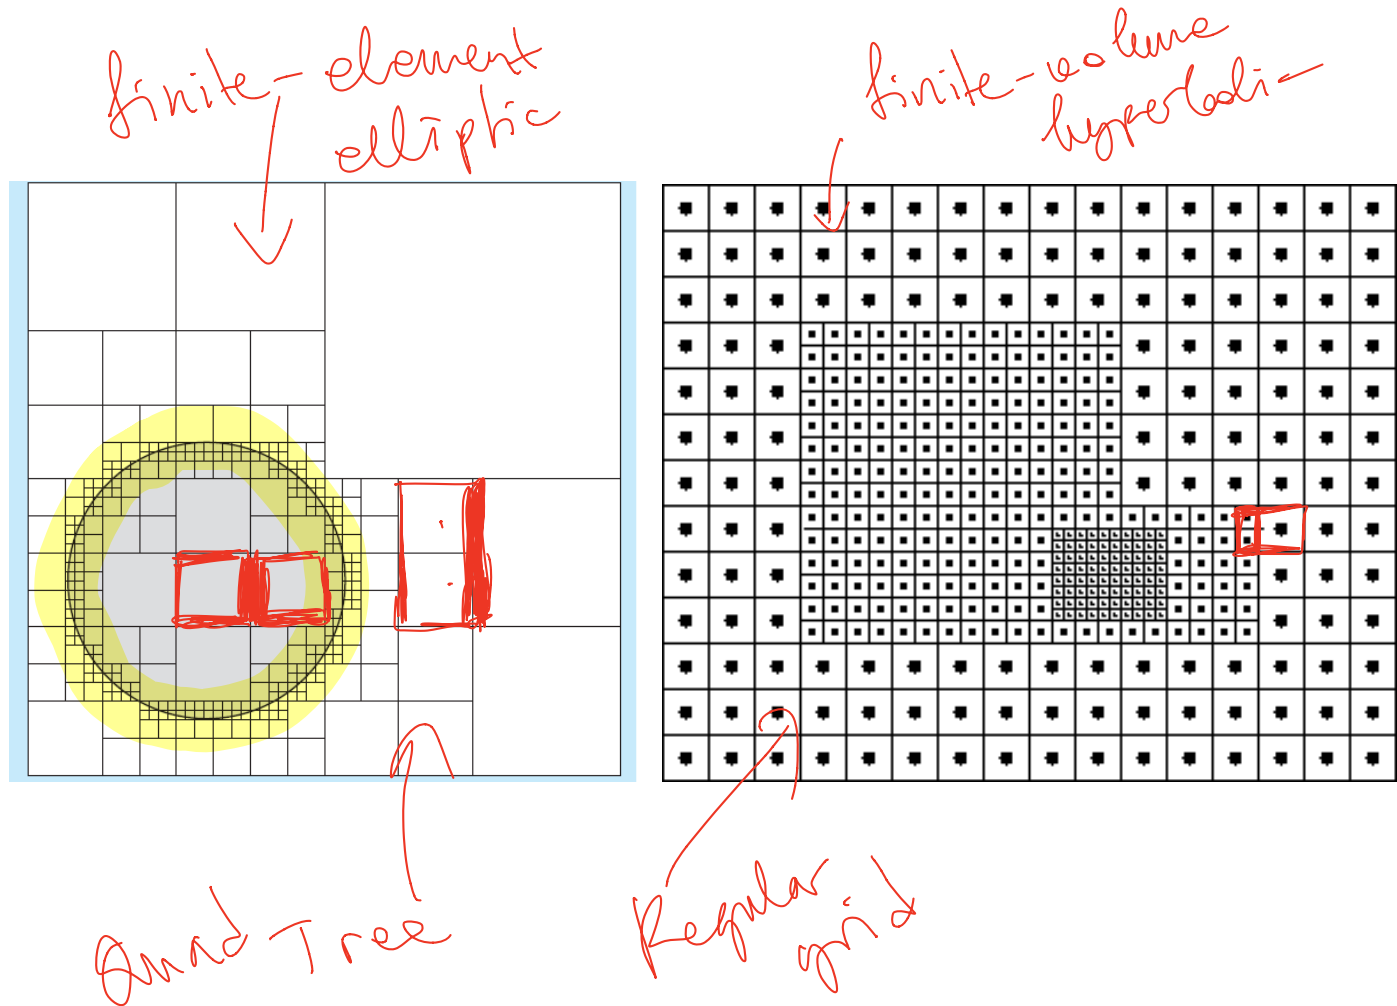 finite-element
elliptic
finite-volume
hyperboli-
Quad Tree
Regular
grid